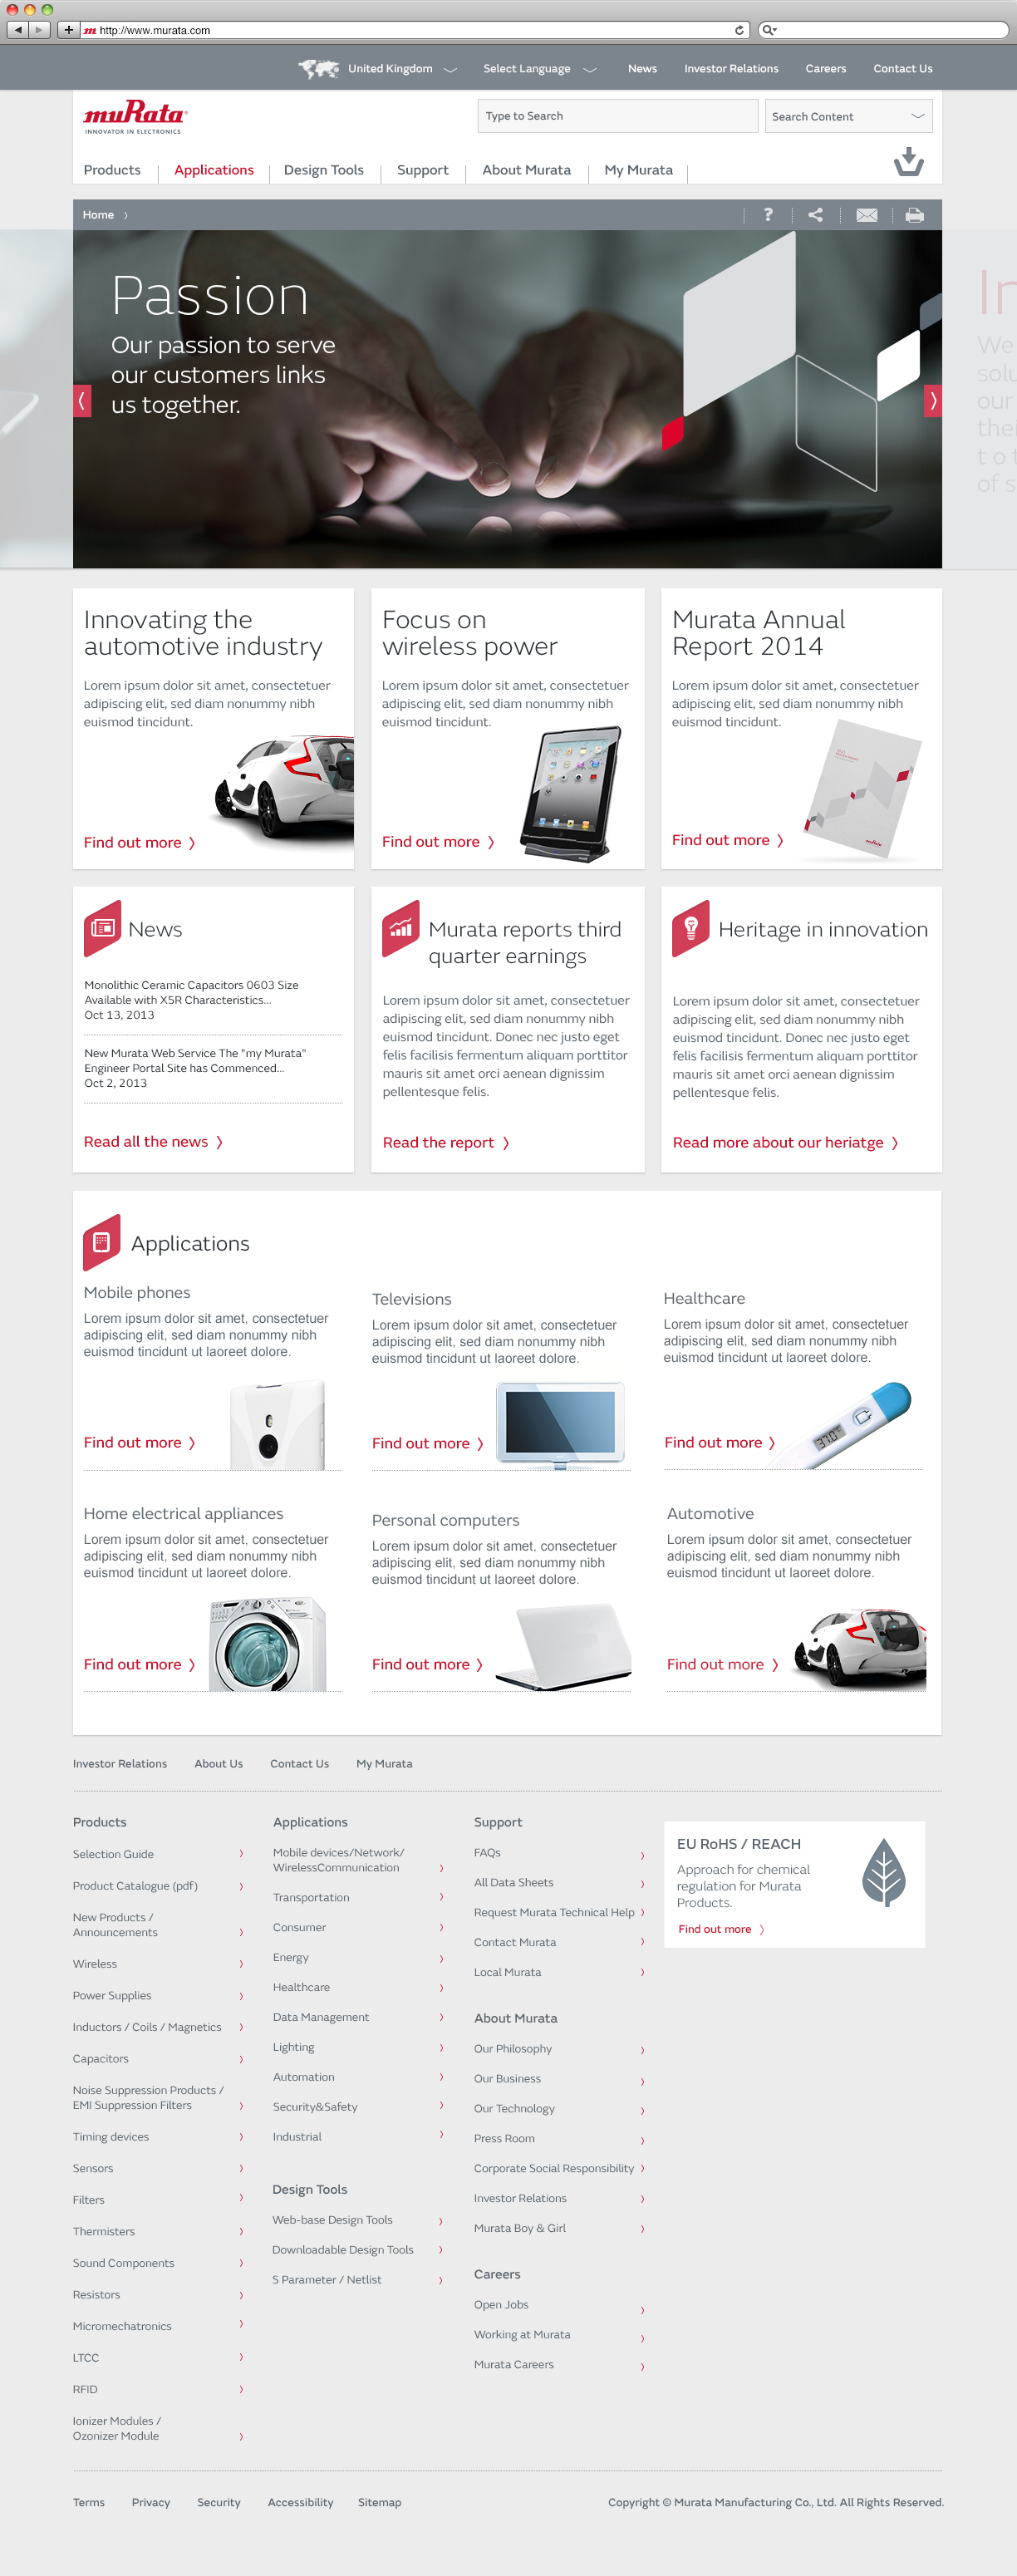 http://www.murata.com
United Kingdom
Select Language
News
Investor Relations
Careers
Contact Us
muRata
INNOVATOR IN ELECTRONICS
Type to Search
Search Content
Products
Applications
Design Tools
Support
About Murata
My Murata
Home
?
Passion
Our passion to serve
our customers links
us together.
In
We
solu
our
thei
t o t
of s
Innovating the
automotive industry
Lorem ipsum dolor sit amet, consectetuer
adipiscing elit, sed diam nonummy nibh
euismod tincidunt.
Find out more
Focus on
wireless power
Lorem ipsum dolor sit amet, consectetuer
adipiscing elit, sed diam nonummy nibh
euismod tincidunt.
Find out more
Murata Annual
Report 2014
Lorem ipsum dolor sit amet, consectetuer
adipiscing elit, sed diam nonummy nibh
euismod tincidunt.
muRata
Find out more
News
Monolithic Ceramic Capacitors 0603 Size
Available with X5R Characteristics...
Oct 13, 2013
New Murata Web Service The "my Murata"
Engineer Portal Site has Commenced...
Oct 2, 2013
Read all the news
Murata reports third
quarter earnings
Lorem ipsum dolor sit amet, consectetuer
adipiscing elit, sed diam nonummy nibh
euismod tincidunt. Donec nec justo eget
felis facilisis fermentum aliquam porttitor
mauris sit amet orci aenean dignissim
pellentesque felis.
Read the report
Heritage in innovation
Lorem ipsum dolor sit amet, consectetuer
adipiscing elit, sed diam nonummy nibh
euismod tincidunt. Donec nec justo eget
felis facilisis fermentum aliquam porttitor
mauris sit amet orci aenean dignissim
pellentesque felis.
Read more about our heriatge
Applications
Mobile phones
Lorem ipsum dolor sit amet, consectetuer
adipiscing elit, sed diam nonummy nibh
euismod tincidunt ut laoreet dolore.
Find out more
Televisions
Lorem ipsum dolor sit amet, consectetuer
adipiscing elit, sed diam nonummy nibh
euismod tincidunt ut laoreet dolore.
Find out more
Healthcare
Lorem ipsum dolor sit amet, consectetuer
adipiscing elit, sed diam nonummy nibh
euismod tincidunt ut laoreet dolore.
37.0
Find out more
Home electrical appliances
Lorem ipsum dolor sit amet, consectetuer
adipiscing elit, sed diam nonummy nibh
euismod tincidunt ut laoreet dolore.
Find out more
Personal computers
Lorem ipsum dolor sit amet, consectetuer
adipiscing elit, sed diam nonummy nibh
euismod tincidunt ut laoreet dolore.
Find out more
Automotive
Lorem ipsum dolor sit amet, consectetuer
adipiscing elit, sed diam nonummy nibh
euismod tincidunt ut laoreet dolore.
Find out more
Investor Relations
About Us
Contact Us
My Murata
Products
Selection Guide
Product Catalogue (pdf)
New Products /
Announcements
Wireless
Power Supplies
Inductors / Coils / Magnetics
Capacitors
Noise Suppression Products /
EMI Suppression Filters
Timing devices
Sensors
Filters
Thermisters
Sound Components
Resistors
Micromechatronics
LTCC
RFID
Ionizer Modules /
Ozonizer Module
Applications
Mobile devices/Network/
WirelessCommunication
Transportation
Consumer
Energy
Healthcare
Data Management
Lighting
Automation
Security&Safety
Industrial
Design Tools
Web-base Design Tools
Downloadable Design Tools
S Parameter / Netlist
Support
FAQs
All Data Sheets
Request Murata Technical Help
Contact Murata
Local Murata
About Murata
Our Philosophy
Our Business
Our Technology
Press Room
Corporate Social Responsibility
Investor Relations
Murata Boy & Girl
Careers
Open Jobs
Working at Murata
Murata Careers
EU RoHS / REACH
Approach for chemical
regulation for Murata
Products.
Find out more
Terms
Privacy
Security
Accessibility
Sitemap
Copyright © Murata Manufacturing Co., Ltd. All Rights Reserved.